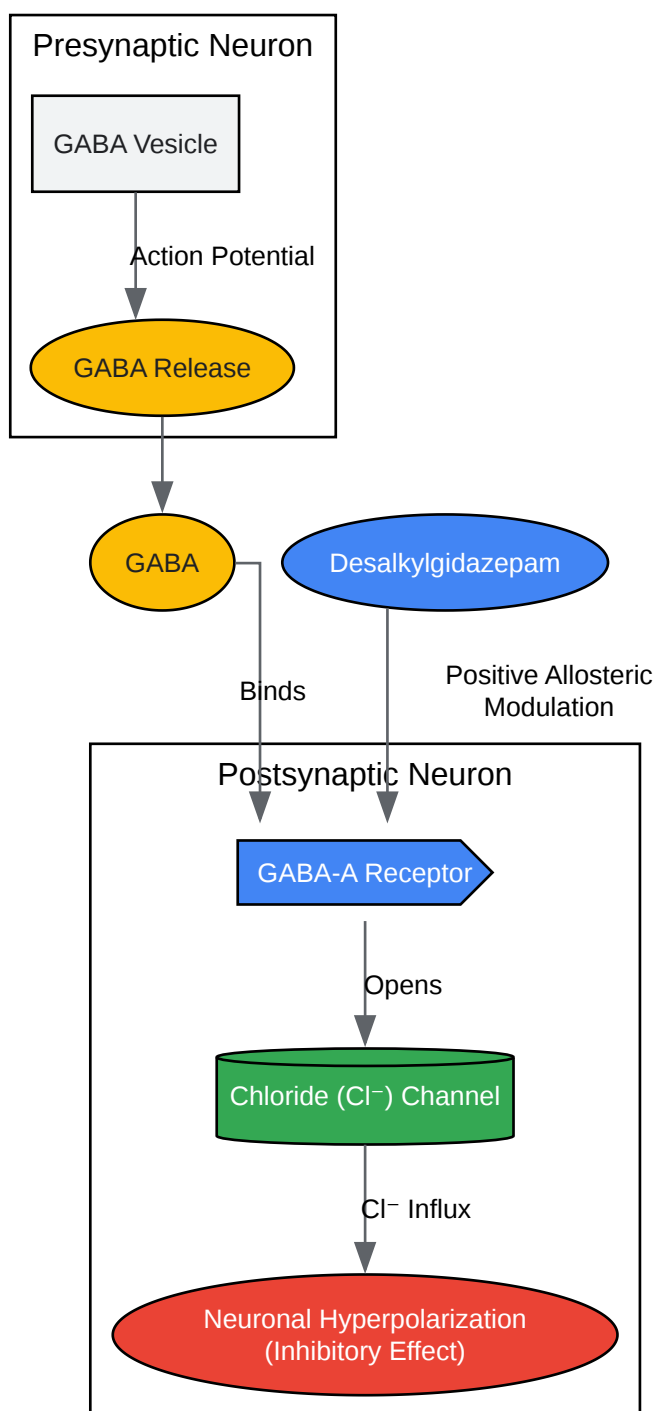 Presynaptic Neuron
GABA Vesicle
Action Potential
GABA Release
GABA
Desalkylgidazepam
Binds
Positive Allosteric
Modulation
Postsynaptic Neuron
GABA-A Receptor
Opens
Chloride (Cl⁻) Channel
Cl⁻ Influx
Neuronal Hyperpolarization
(Inhibitory Effect)